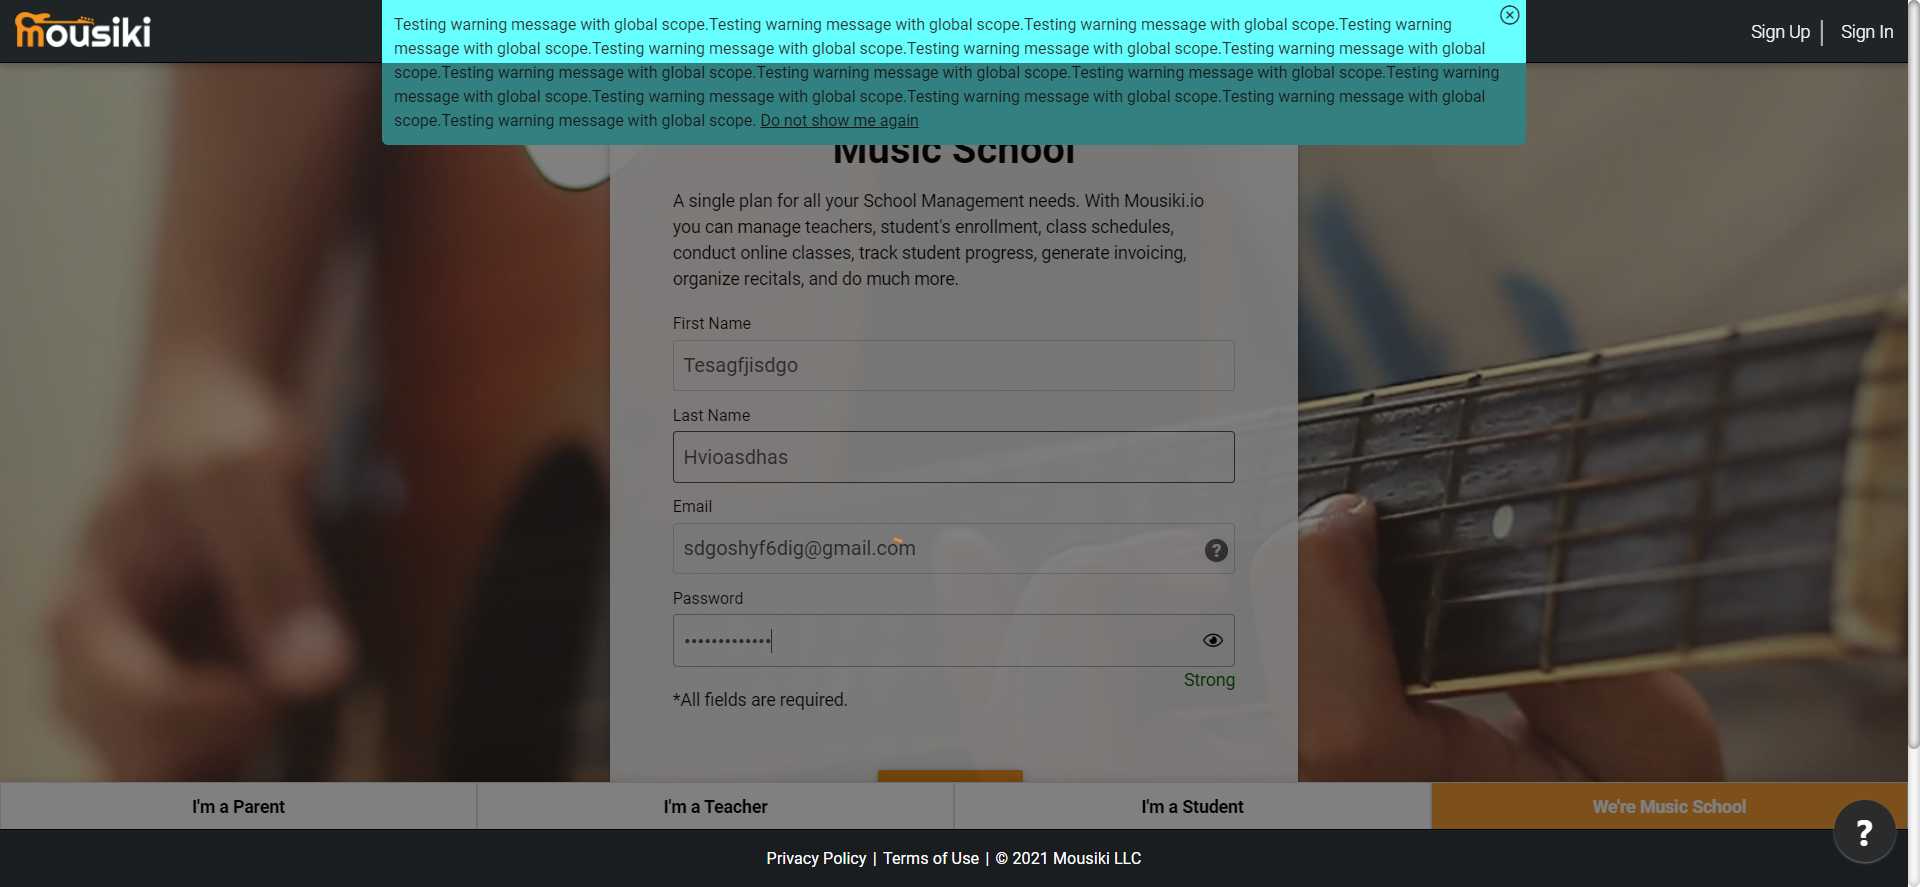 mousiki
Testing warning message with global scope.Testing warning message with global scope.Testing warning message with global scope.Testing warning
message with global scope.Testing warning message with global scope.Testing warning message with global scope.Testing warning message with global
scope.Testing warning message with global scope.Testing warning message with global scope.Testing warning message with global scope.Testing warning
message with global scope.Testing warning message with global scope.Testing warning message with global scope.Testing warning message with global
scope.Testing warning message with global scope. Do not show me again
Sign Up | Sign In
Music School
A single plan for all your School Management needs. With Mousiki.io
you can manage teachers, student's enrollment, class schedules,
conduct online classes, track student progress, generate invoicing,
organize recitals, and do much more.
First Name
Tesagfjisdgo
Last Name
Hvioasdhas
Email
sdgoshyf6dig@gmail.com
?
Password
•••••••••••••
Strong
*All fields are required.
I'm a Parent
I'm a Teacher
I'm a Student
We're Music School
?
Privacy Policy | Terms of Use | © 2021 Mousiki LLC